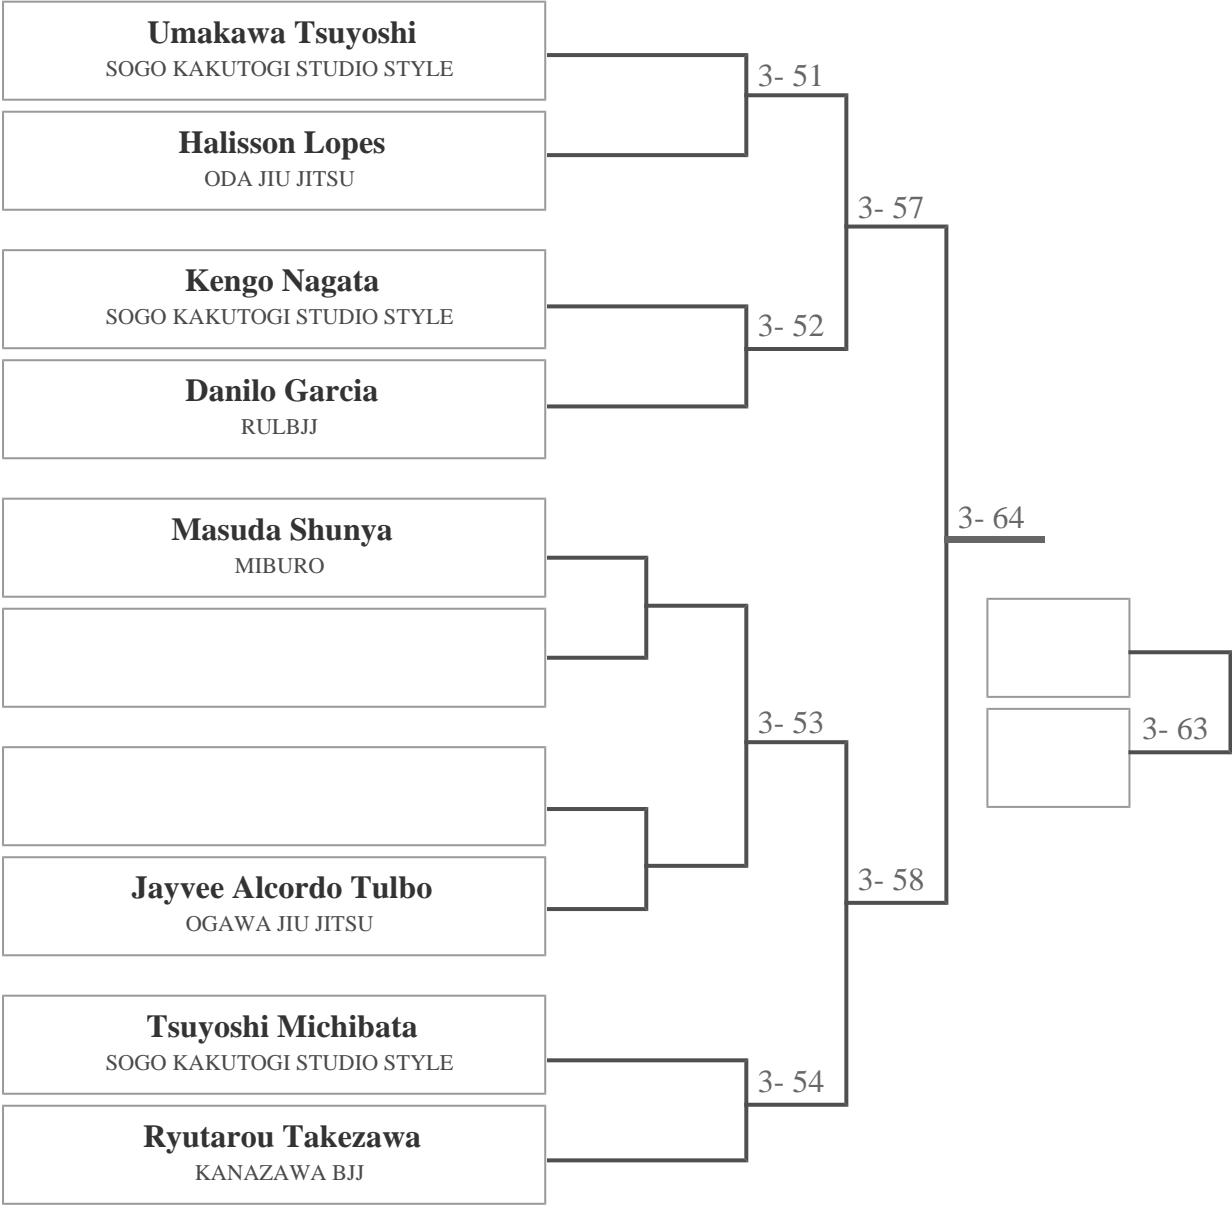 Umakawa Tsuyoshi
SOGO KAKUTOGI STUDIO STYLE
3- 51
Halisson Lopes
ODA JIU JITSU
3- 57
Kengo Nagata
SOGO KAKUTOGI STUDIO STYLE
3- 52
Danilo Garcia
RULBJJ
Masuda Shunya
MIBURO
3- 64
3- 53
3- 63
Jayvee Alcordo Tulbo
OGAWA JIU JITSU
3- 58
Tsuyoshi Michibata
SOGO KAKUTOGI STUDIO STYLE
3- 54
Ryutarou Takezawa
KANAZAWA BJJ